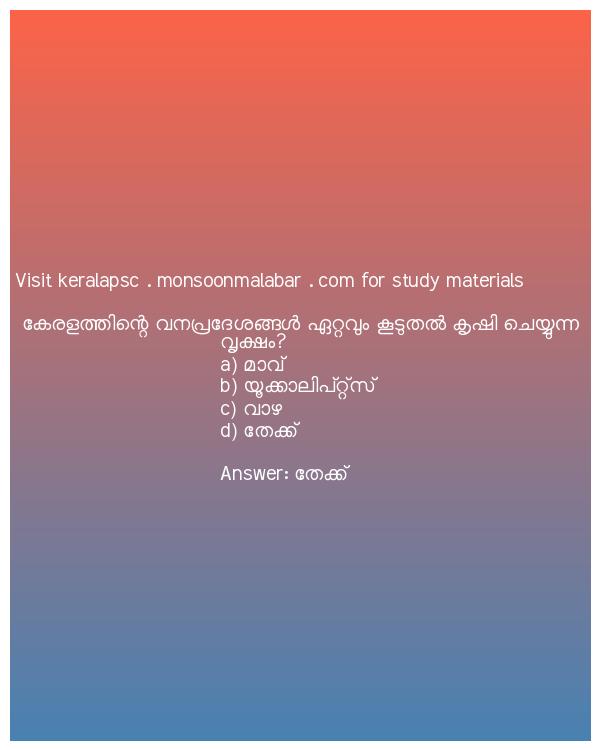 Visit keralapsc . monsoonmalabar . com for study materials
കേരളത്തിന്റെ വനപ്രദേശങ്ങൾ ഏറ്റവും കൂടുതൽ കൃഷി ചെയ്യുന്ന
വൃക്ഷം?
a) മാവ്
b) യൂക്കാലിപ്റ്റ്സ്
c) വാഴ
d) തേക്ക്
Answer: തേക്ക്